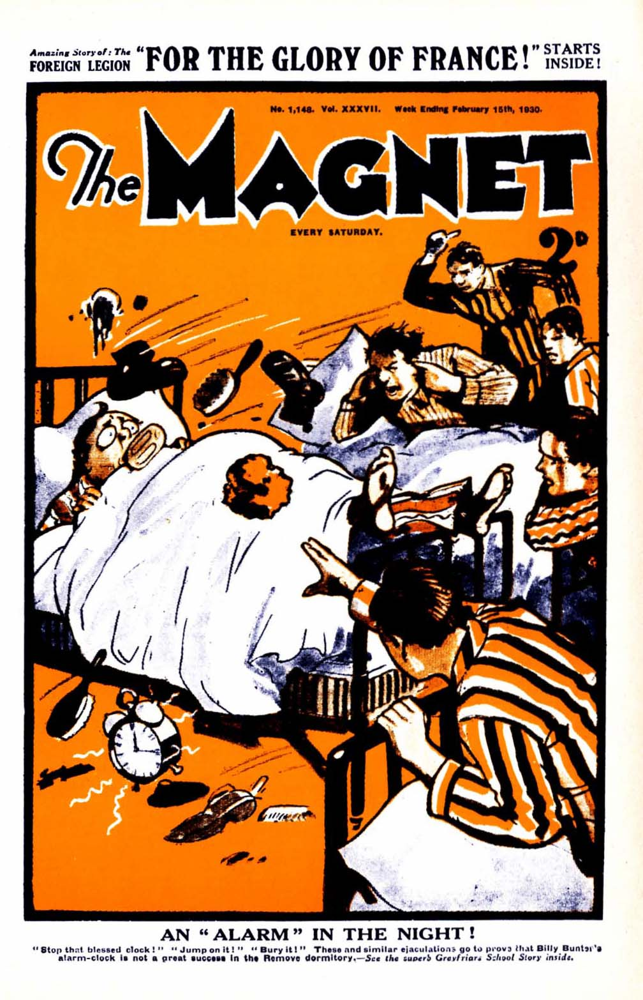 Amazing Story of: The
FOREIGN LEGION
"FOR THE GLORY OF FRANCE!"
STARTS
INSIDE!
No. 1,148. Vol. XXXVII. Week Ending February 15th, 1930.
The MAGNET
EVERY SATURDAY.
2D
AN "ALARM" IN THE NIGHT!
"Stop that blessed clock!" "Jump on it!" "Bury it!" These and similar ejaculations go to prove that Billy Bunter's
alarm-clock is not a great success in the Remove dormitory.—See the superb Greyfriars School Story inside.